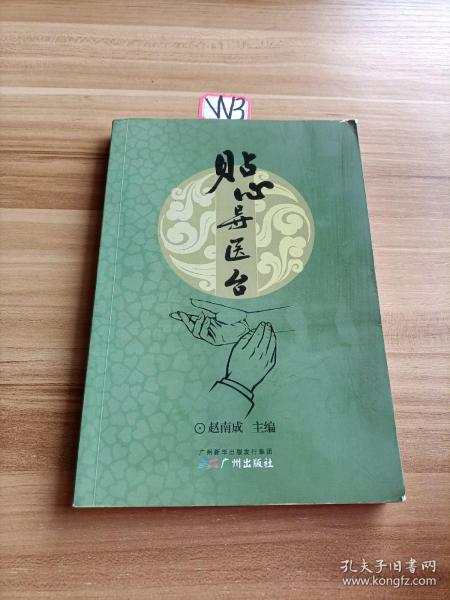 W3
贴心导医台
⊙赵南成 主编
广州新华出版发行集团
广州出版社
孔夫子旧书网
www.kongfz.com